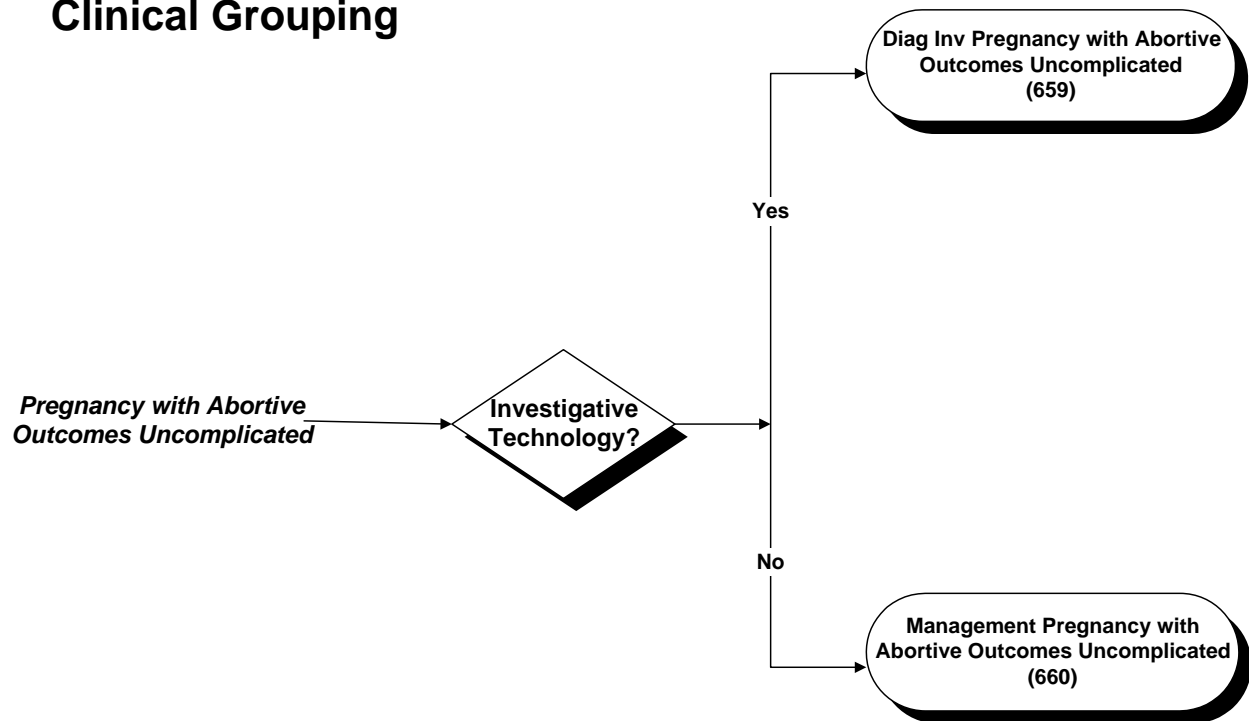 Clinical Grouping
Diag Inv Pregnancy with Abortive
Outcomes Uncomplicated
(659)
Yes
Pregnancy with Abortive
Outcomes Uncomplicated
Investigative
Technology?
No
Management Pregnancy with
Abortive Outcomes Uncomplicated
(660)